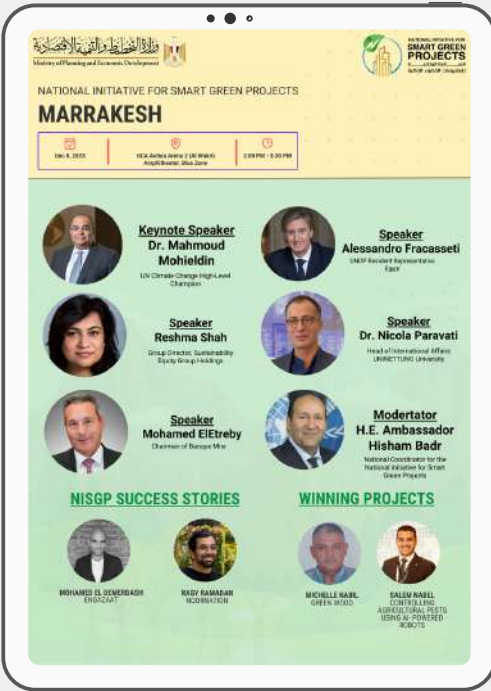 وزارة التخطيط والتنمية الاقتصادية
Ministry of Planning and Economic Development
NATIONAL INITIATIVE FOR
SMART GREEN
PROJECTS
NATIONAL INITIATIVE FOR SMART GREEN PROJECTS
MARRAKESH
2:00 PM - 3:30 PM
Amphitheater, Blue Zone
Keynote Speaker
Dr. Mahmoud
Mohieldin
UN Climate Change High-Level
Champion
Speaker
Alessandro Fracasseti
UNDP Resident Representative
Egypt
Speaker
Reshma Shah
Group Director, Sustainability
Equity Group Holdings
Speaker
Dr. Nicola Paravati
Head of International Affairs
UNINETTUNO University
Speaker
Mohamed ElEtreby
Chairman of Banque Misr
Modertator
H.E. Ambassador
Hisham Badr
National Coordinator for the
National Initiative for Smart
Green Projects
NISGP SUCCESS STORIES
WINNING PROJECTS
MOHAMED EL DEMERDASH
ENGAZAAT
RAGY RAMADAN
NOORNATION
MICHELLE NABIL
GREEN WOOD
SALEM NABEL
CONTROLLING
AGRICULTURAL PESTS
USING AI- POWERED
ROBOTS